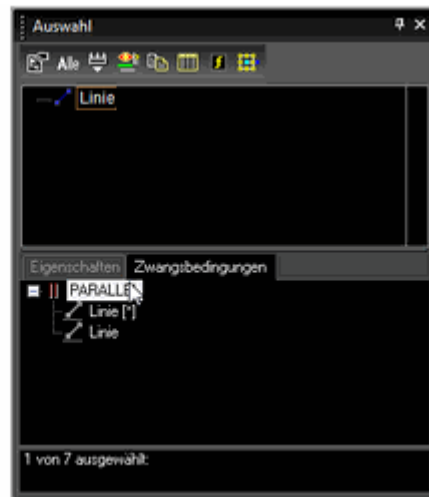 Auswahl
Alle
Linie
Eigenschaften Zwangsbedingungen
PARALLEL
Linie [*]
Linie
1 von 7 ausgewählt: